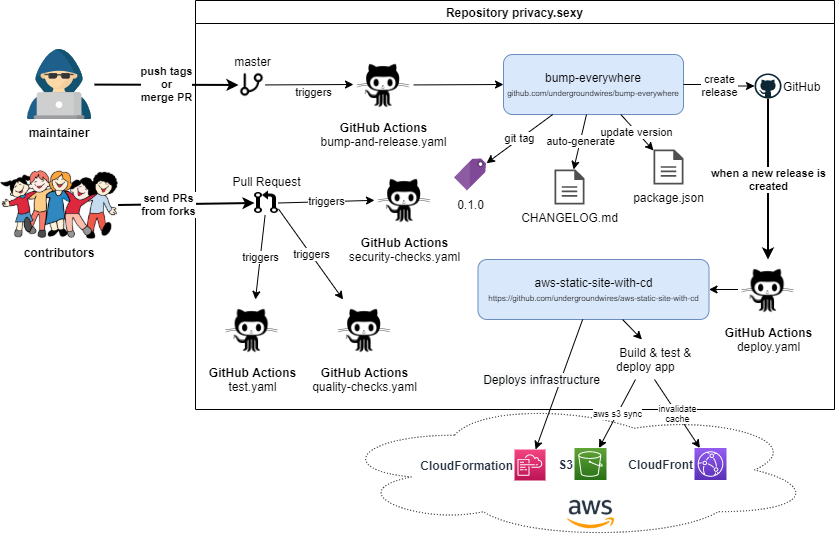 Repository privacy.sexy
maintainer
push tags
or
merge PR
master
triggers
GitHub Actions
bump-and-release.yaml
bump-everywhere
github.com/undergroundwires/bump-everywhere
create
release
GitHub
git tag
auto-generate
update version
0.1.0
CHANGELOG.md
package.json
when a new release is
created
contributors
send PRs
from forks
Pull Request
triggers
GitHub Actions
security-checks.yaml
triggers
triggers
GitHub Actions
test.yaml
GitHub Actions
quality-checks.yaml
aws-static-site-with-cd
https://github.com/undergroundwires/aws-static-site-with-cd
GitHub Actions
deploy.yaml
Deploys infrastructure
Build & test &
deploy app
aws s3 sync
invalidate
cache
CloudFormation
S3
CloudFront
aws